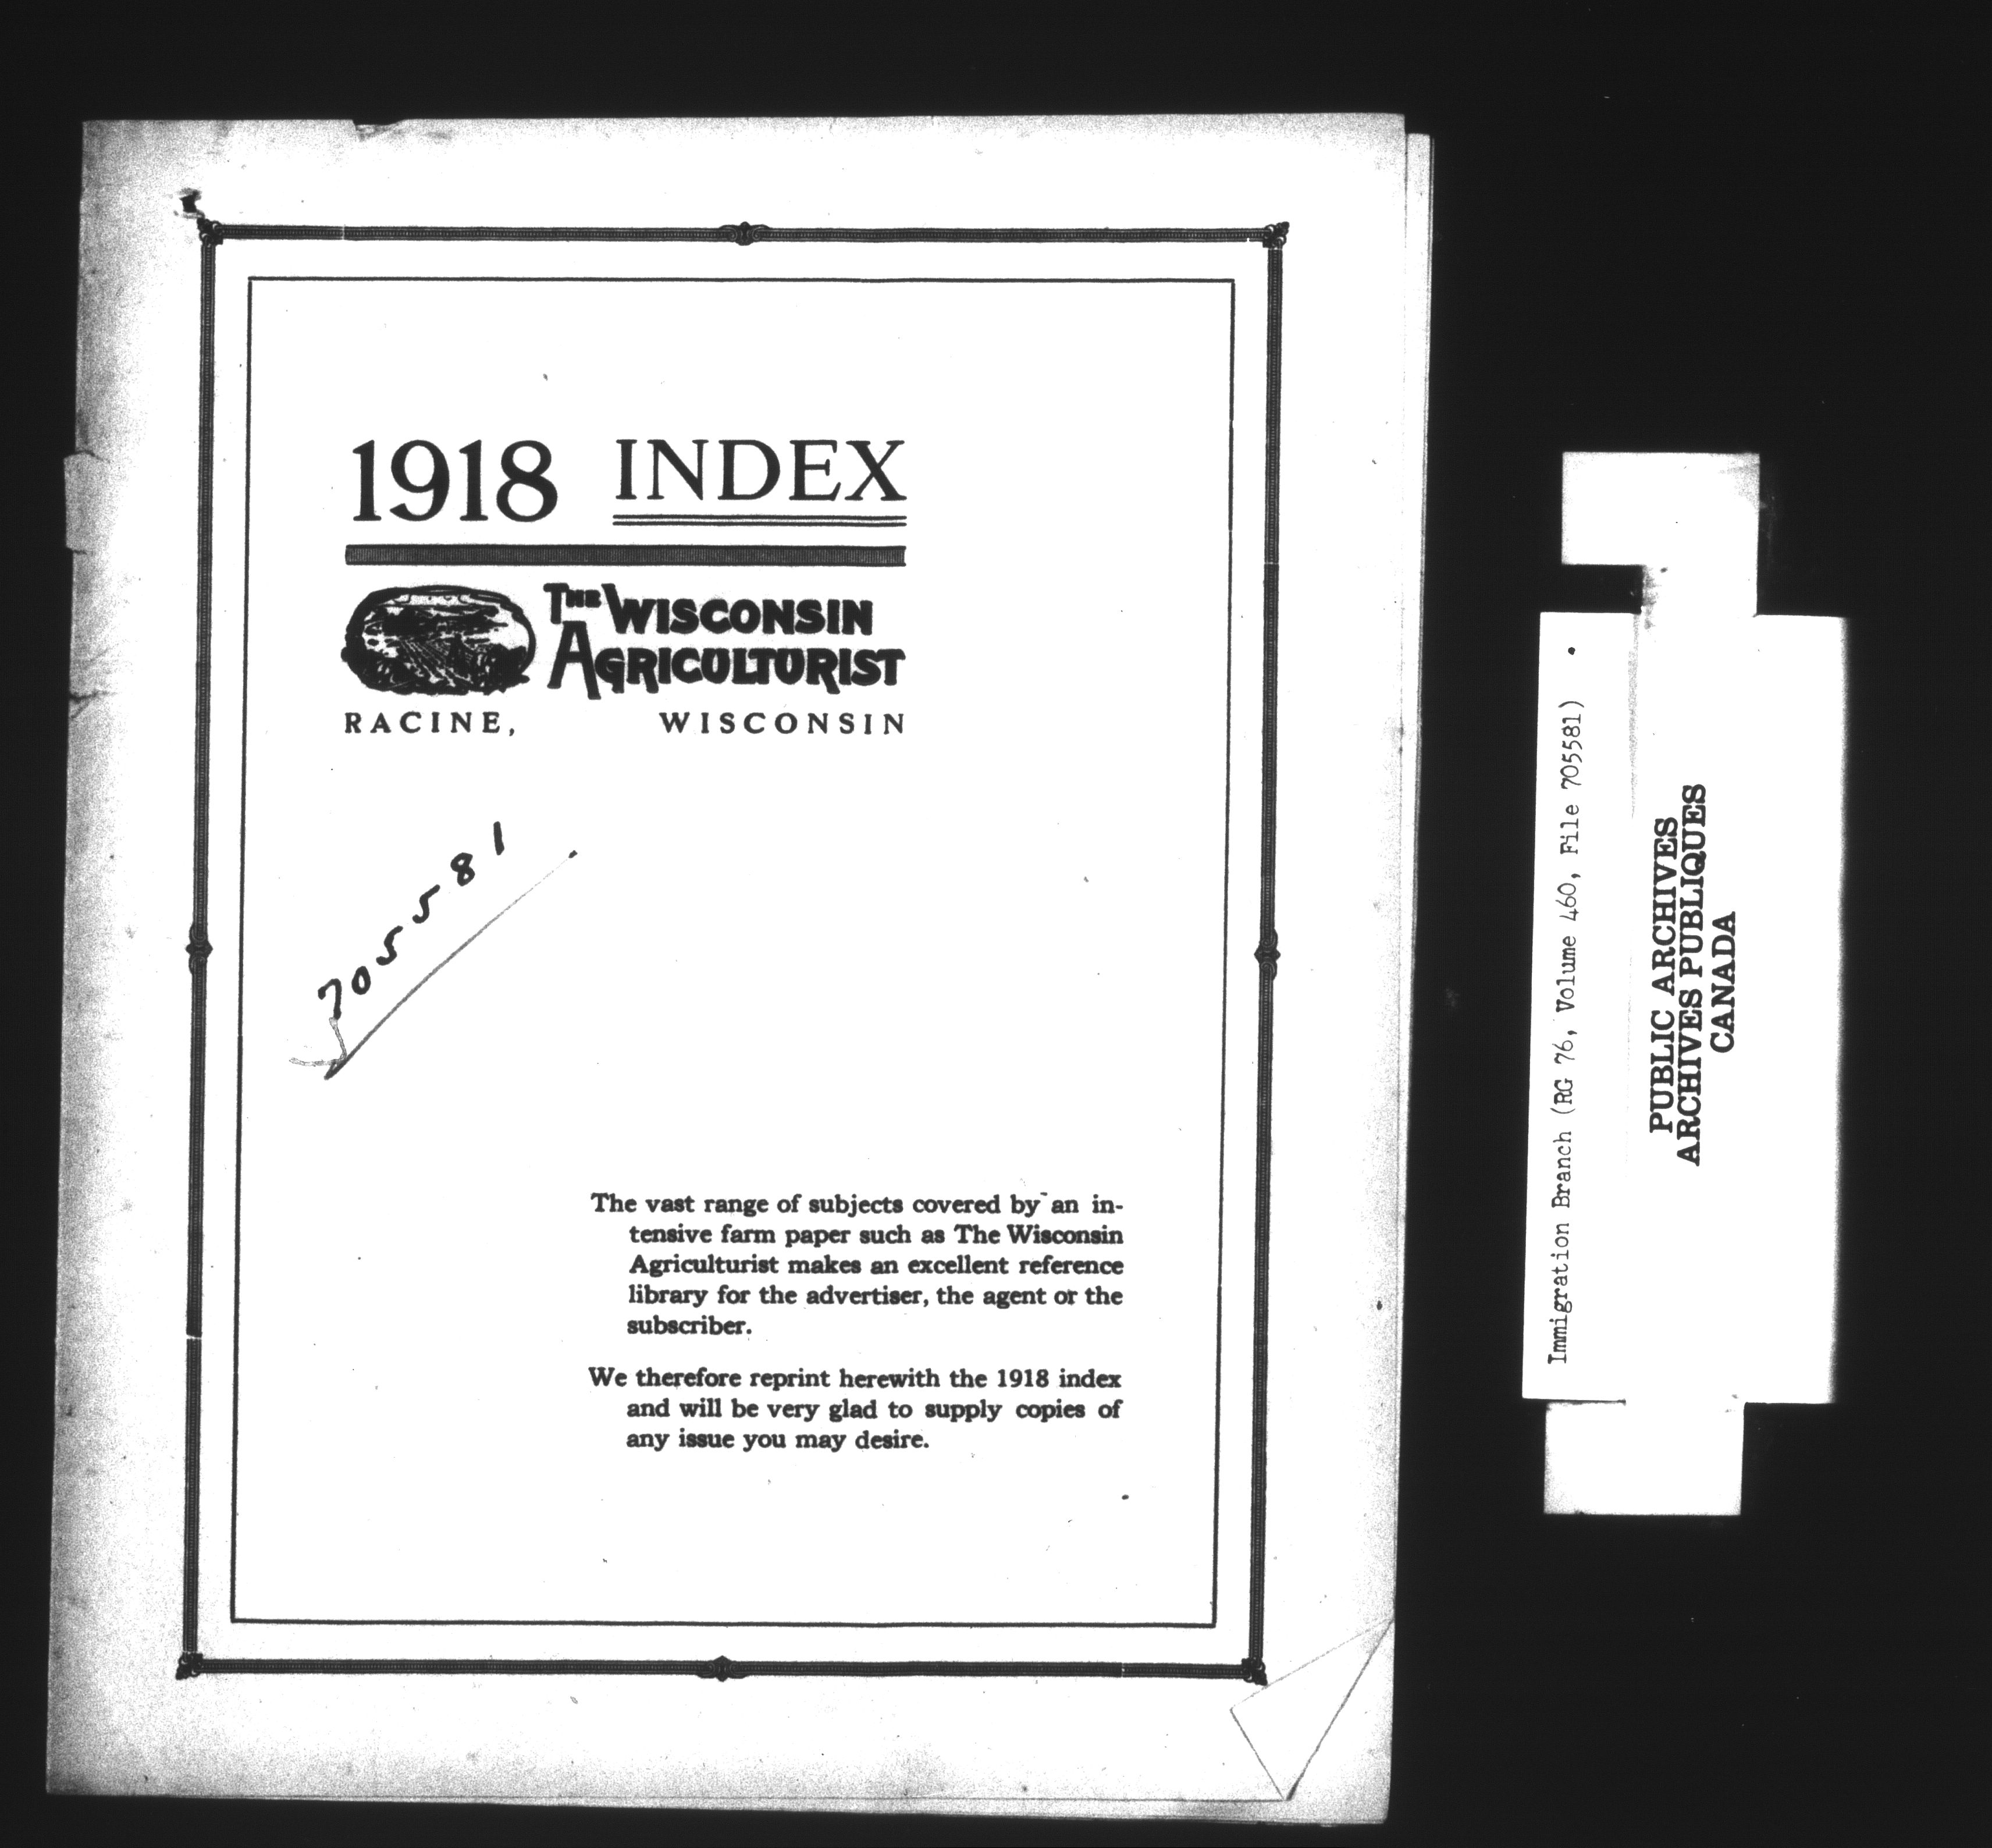 1918 INDEX
THE WISCONSIN
AGRICULTURIST
RACINE, WISCONSIN
705581
The vast range of subjects covered by an in-
tensive farm paper such as The Wisconsin
Agriculturist makes an excellent reference
library for the advertiser, the agent or the
subscriber.
We therefore reprint herewith the 1918 index
and will be very glad to supply copies of
any issue you may desire.
Immigration Branch (RG 76, Volume 460, File 705581)
PUBLIC ARCHIVES
ARCHIVES PUBLIQUES
CANADA